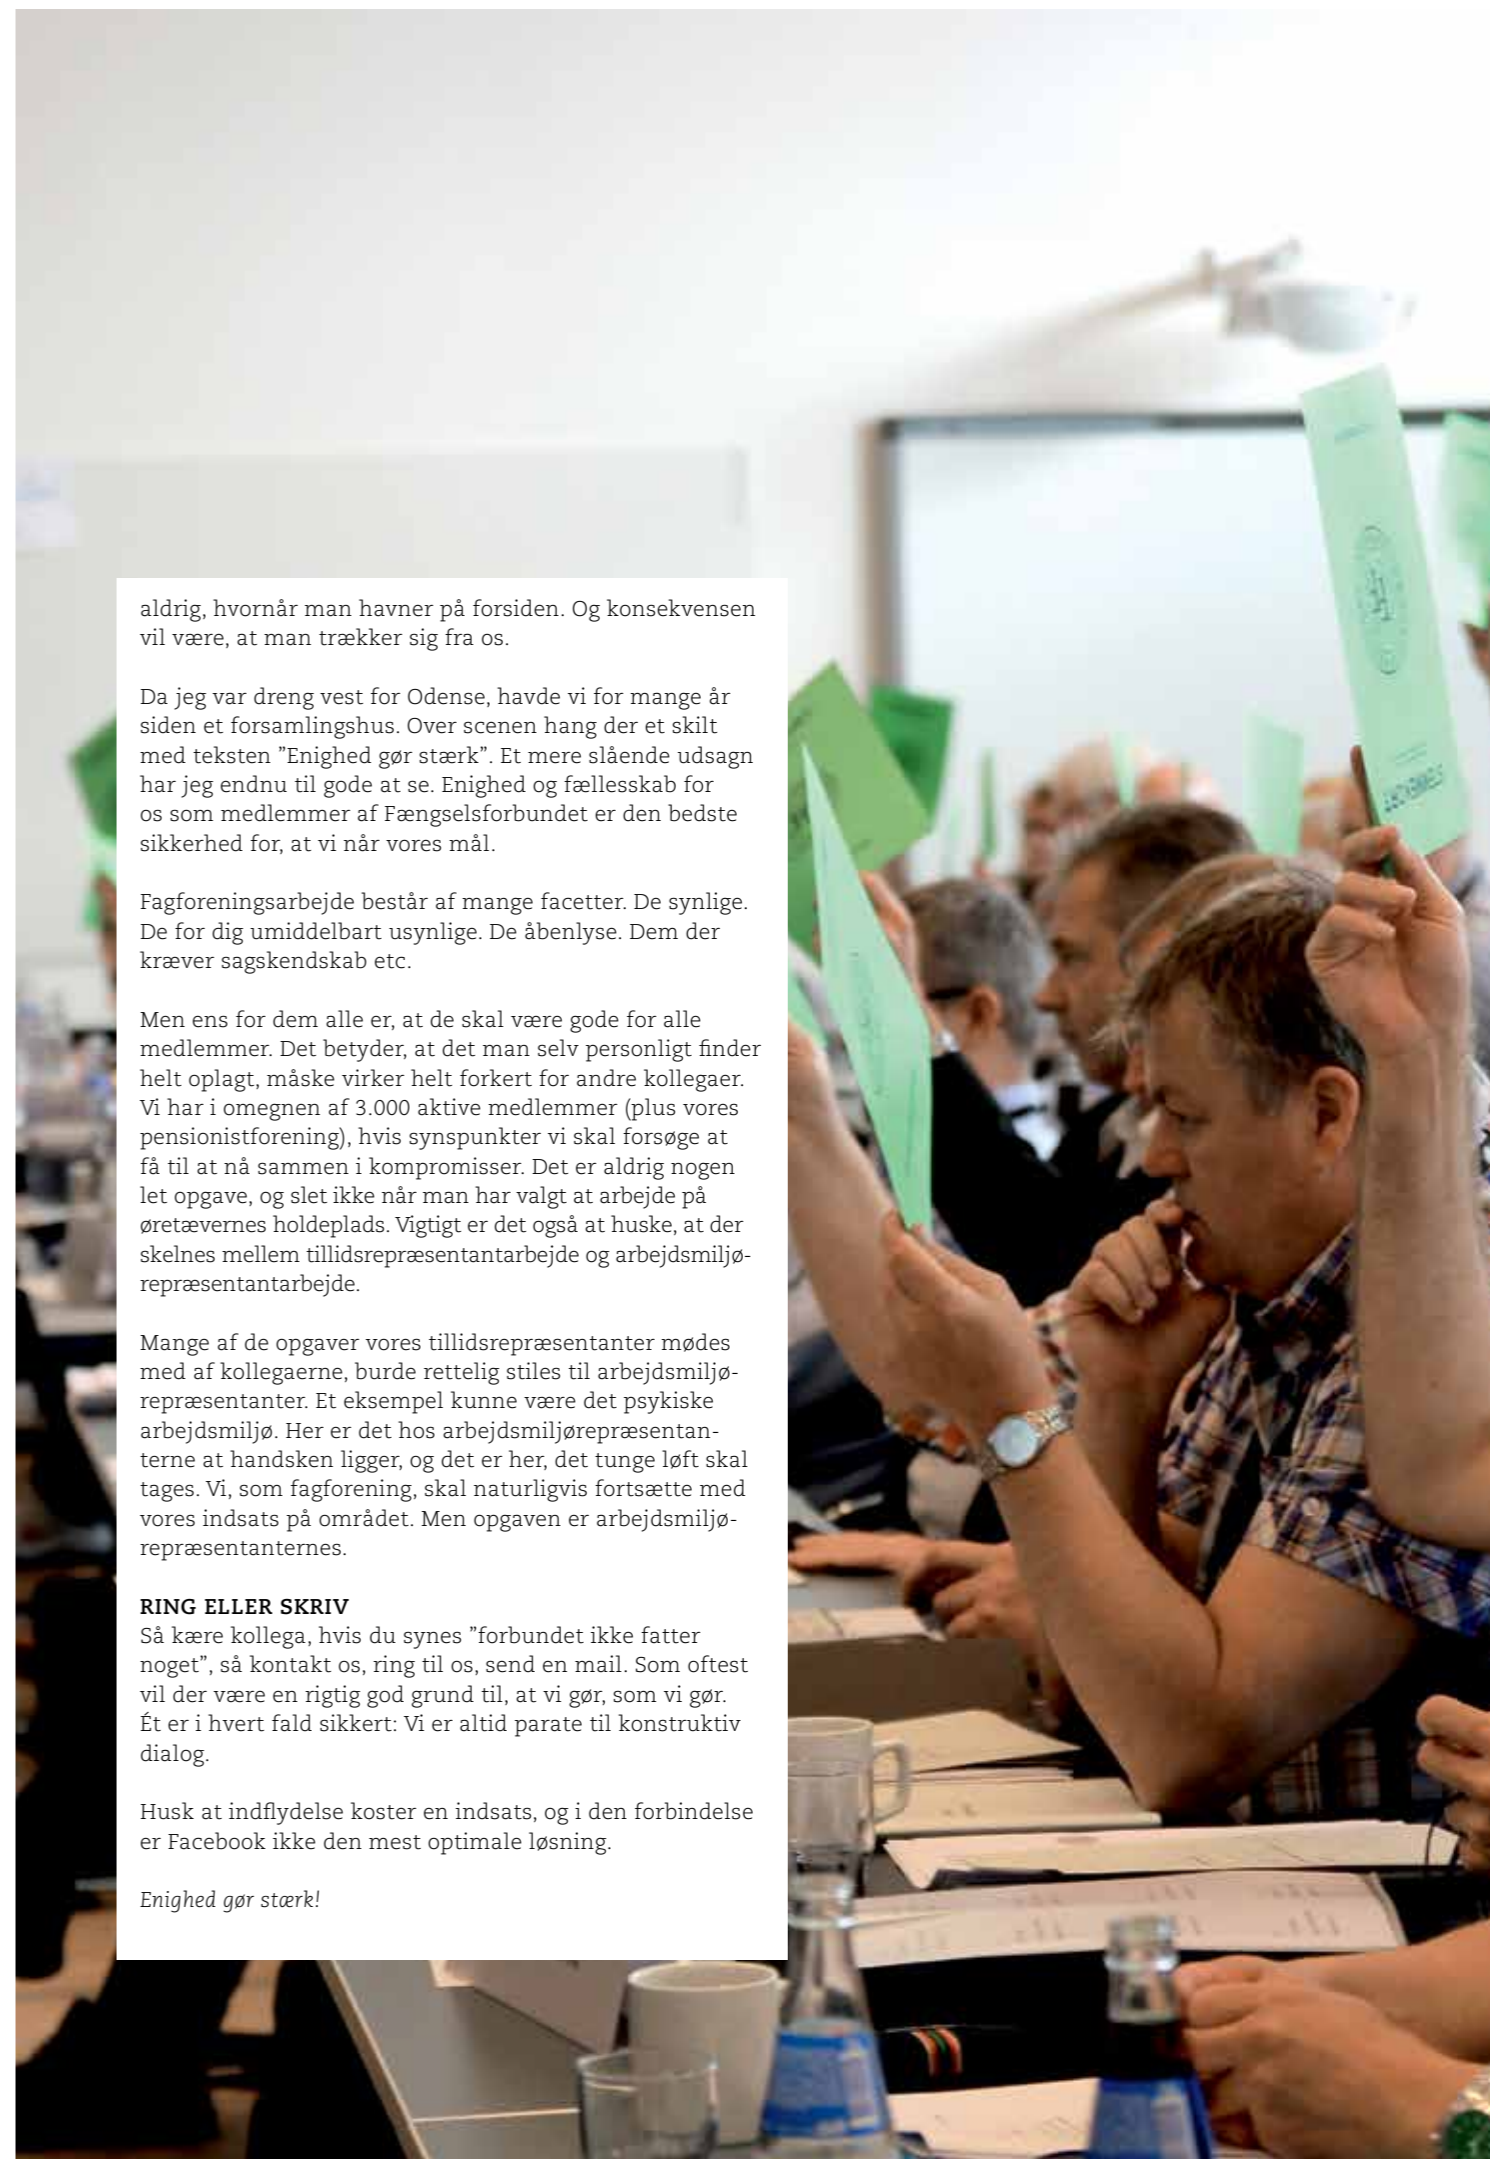 aldrig, hvornår man havner på forsiden. Og konsekvensen
vil være, at man trækker sig fra os.
Da jeg var dreng vest for Odense, havde vi for mange år
siden et forsamlingshus. Over scenen hang der et skilt
med teksten ”Enighed gør stærk”. Et mere slående udsagn
har jeg endnu til gode at se. Enighed og fællesskab for
os som medlemmer af Fængselsforbundet er den bedste
sikkerhed for, at vi når vores mål.
Fagforeningsarbejde består af mange facetter. De synlige.
De for dig umiddelbart usynlige. De åbenlyse. Dem der
kræver sagskendskab etc.
Men ens for dem alle er, at de skal være gode for alle
medlemmer. Det betyder, at det man selv personligt finder
helt oplagt, måske virker helt forkert for andre kollegaer.
Vi har i omegnen af 3.000 aktive medlemmer (plus vores
pensionistforening), hvis synspunkter vi skal forsøge at
få til at nå sammen i kompromisser. Det er aldrig nogen
let opgave, og slet ikke når man har valgt at arbejde på
øretævernes holdeplads. Vigtigt er det også at huske, at der
skelnes mellem tillidsrepræsentantarbejde og arbejdsmiljø-
repræsentantarbejde.
Mange af de opgaver vores tillidsrepræsentanter mødes
med af kollegaerne, burde rettelig stiles til arbejdsmiljø-
repræsentanter. Et eksempel kunne være det psykiske
arbejdsmiljø. Her er det hos arbejdsmiljørepræsentan-
terne at handsken ligger, og det er her, det tunge løft skal
tages. Vi, som fagforening, skal naturligvis fortsætte med
vores indsats på området. Men opgaven er arbejdsmiljø-
repræsentanternes.
RING ELLER SKRIV
Så kære kollega, hvis du synes ”forbundet ikke fatter
noget”, så kontakt os, ring til os, send en mail. Som oftest
vil der være en rigtig god grund til, at vi gør, som vi gør.
Ét er i hvert fald sikkert: Vi er altid parate til konstruktiv
dialog.
Husk at indflydelse koster en indsats, og i den forbindelse
er Facebook ikke den mest optimale løsning.
Enighed gør stærk!